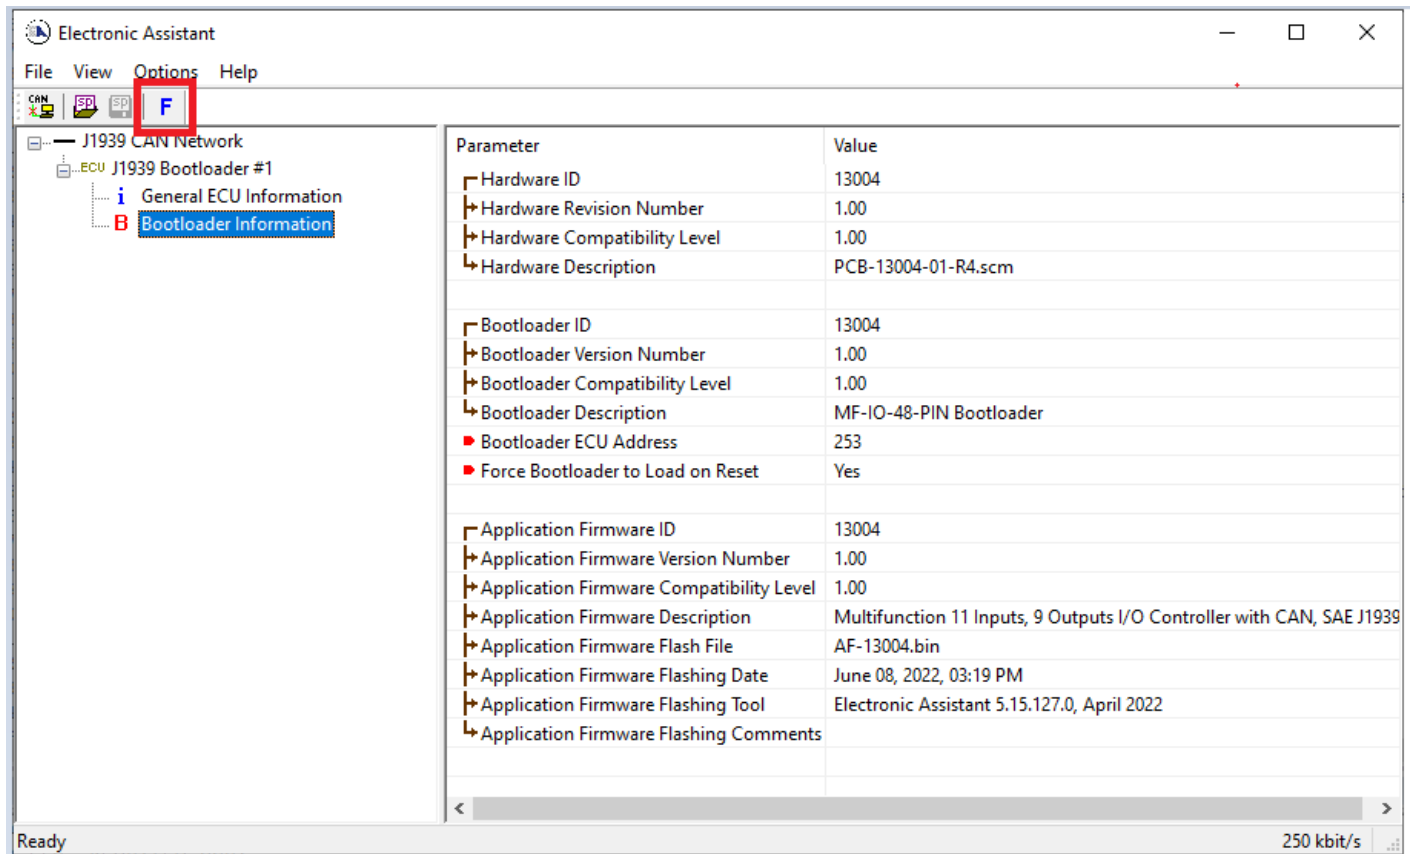 Electronic Assistant
File View Options Help
CAN SP SP F
J1939 CAN Network
ECU J1939 Bootloader #1
i General ECU Information
B Bootloader Information
Parameter Value
Hardware ID 13004
Hardware Revision Number 1.00
Hardware Compatibility Level 1.00
Hardware Description PCB-13004-01-R4.scm
Bootloader ID 13004
Bootloader Version Number 1.00
Bootloader Compatibility Level 1.00
Bootloader Description MF-IO-48-PIN Bootloader
Bootloader ECU Address 253
Force Bootloader to Load on Reset Yes
Application Firmware ID 13004
Application Firmware Version Number 1.00
Application Firmware Compatibility Level 1.00
Application Firmware Description Multifunction 11 Inputs, 9 Outputs I/O Controller with CAN, SAE J1939
Application Firmware Flash File AF-13004.bin
Application Firmware Flashing Date June 08, 2022, 03:19 PM
Application Firmware Flashing Tool Electronic Assistant 5.15.127.0, April 2022
Application Firmware Flashing Comments
Ready 250 kbit/s